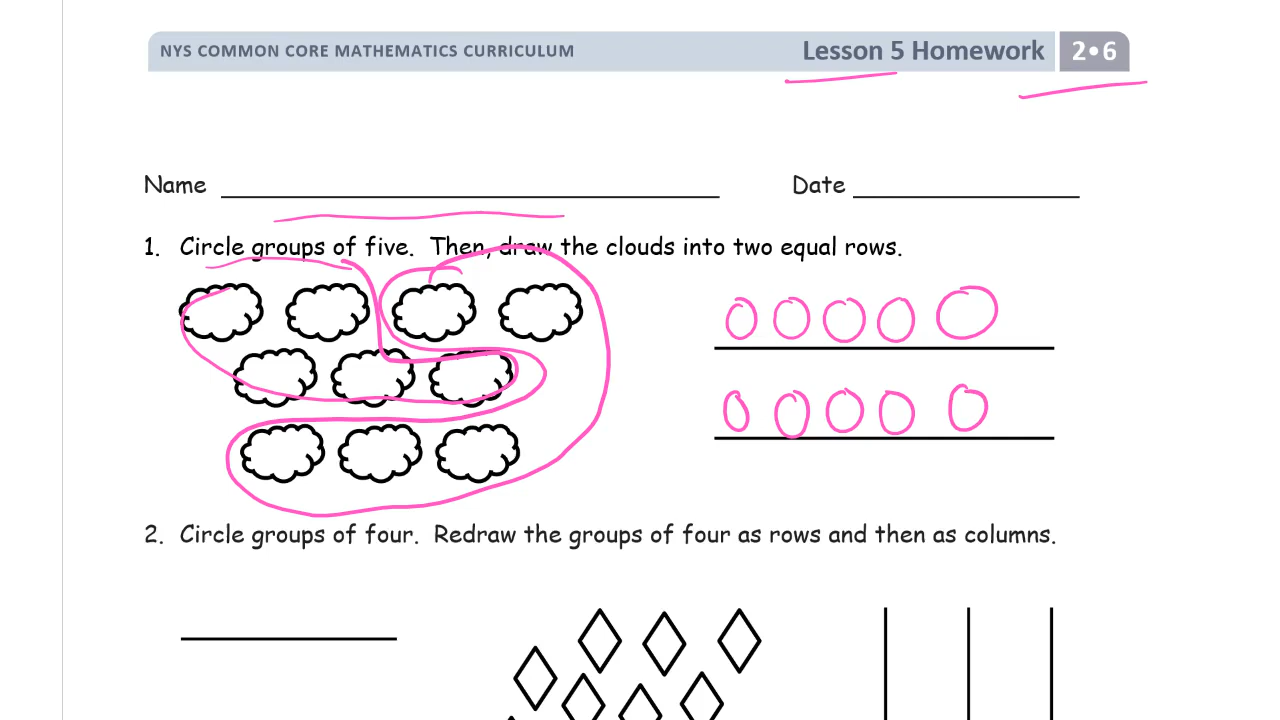 NYS COMMON CORE MATHEMATICS CURRICULUM Lesson 5 Homework 2•6
Name Date
1. Circle groups of five. Then, draw the clouds into two equal rows.
2. Circle groups of four. Redraw the groups of four as rows and then as columns.